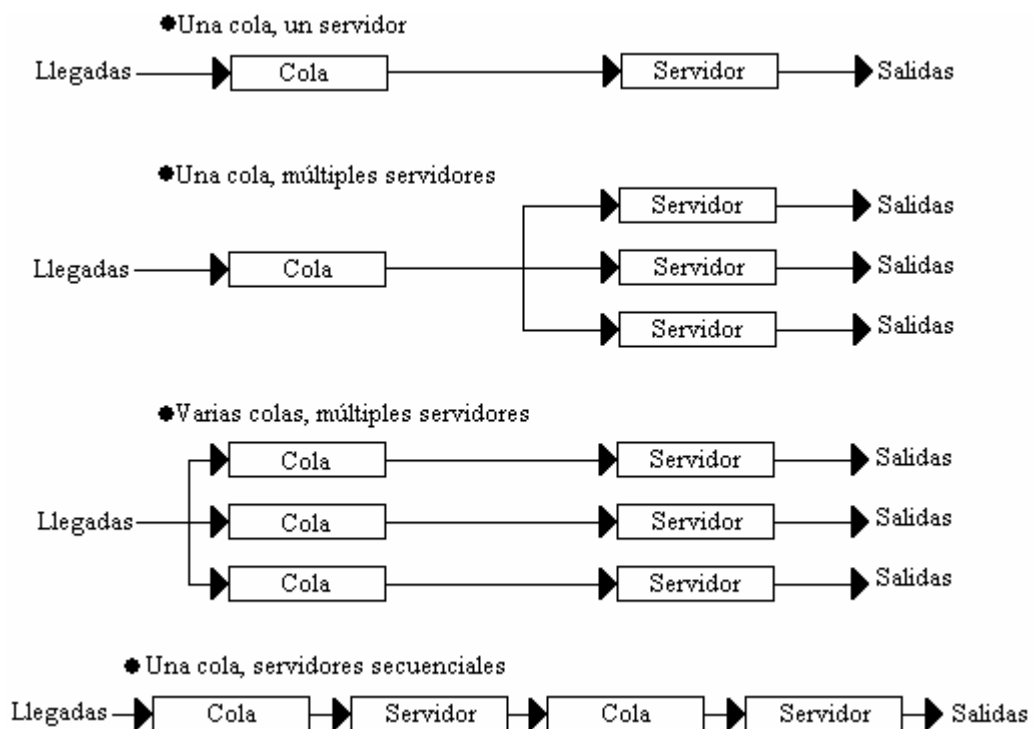 ●Una cola, un servidor
Llegadas Cola Servidor Salidas
●Una cola, múltiples servidores
Servidor Salidas
Llegadas Cola Servidor Salidas
Servidor Salidas
●Varias colas, múltiples servidores
Cola Servidor Salidas
Llegadas Cola Servidor Salidas
Cola Servidor Salidas
● Una cola, servidores secuenciales
Llegadas Cola Servidor Cola Servidor Salidas